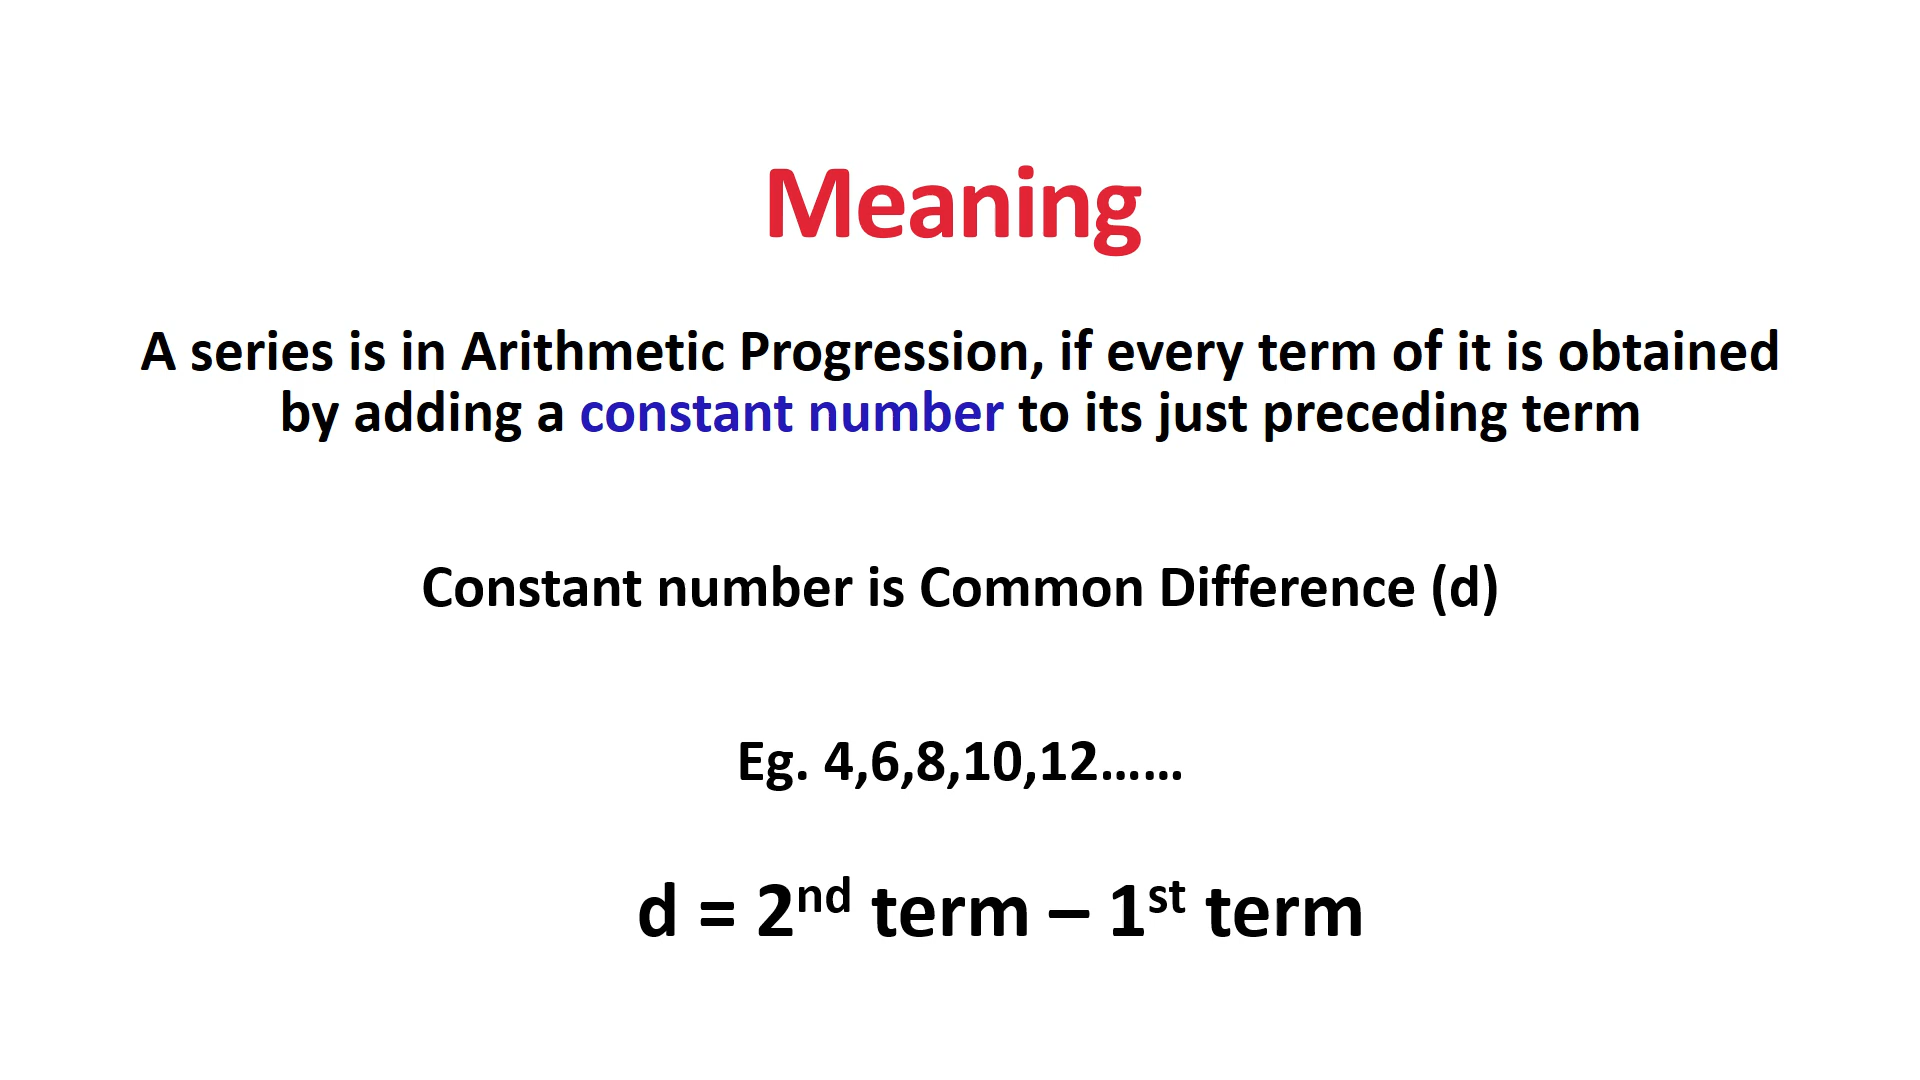 Meaning
A series is in Arithmetic Progression, if every term of it is obtained
by adding a constant number to its just preceding term
Constant number is Common Difference (d)
Eg. 4,6,8,10,12......
d = 2nd term – 1st term